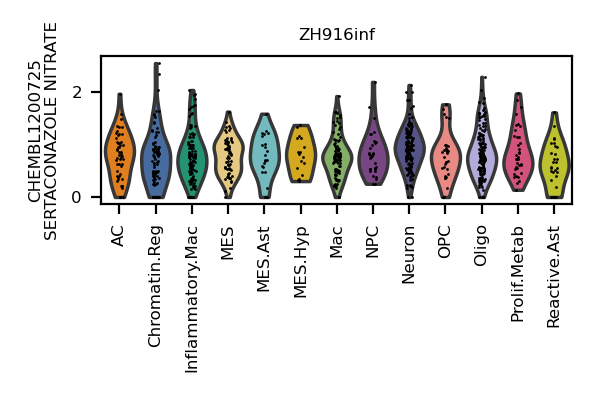 ZH916inf
CHEMBL1200725
SERTACONAZOLE NITRATE
2
0
AC
Chromatin.Reg
Inflammatory.Mac
MES
MES.Ast
MES.Hyp
Mac
NPC
Neuron
OPC
Oligo
Prolif.Metab
Reactive.Ast